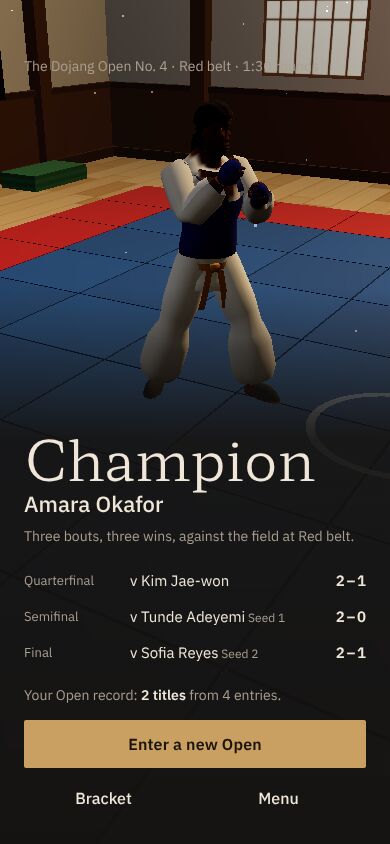 The Dojang Open No. 4 · Red belt · 1:3
Champion
Amara Okafor
Three bouts, three wins, against the field at Red belt.
Quarterfinal v Kim Jae-won 2–1
Semifinal v Tunde Adeyemi Seed 1 2–0
Final v Sofia Reyes Seed 2 2–1
Your Open record: 2 titles from 4 entries.
Enter a new Open
Bracket Menu